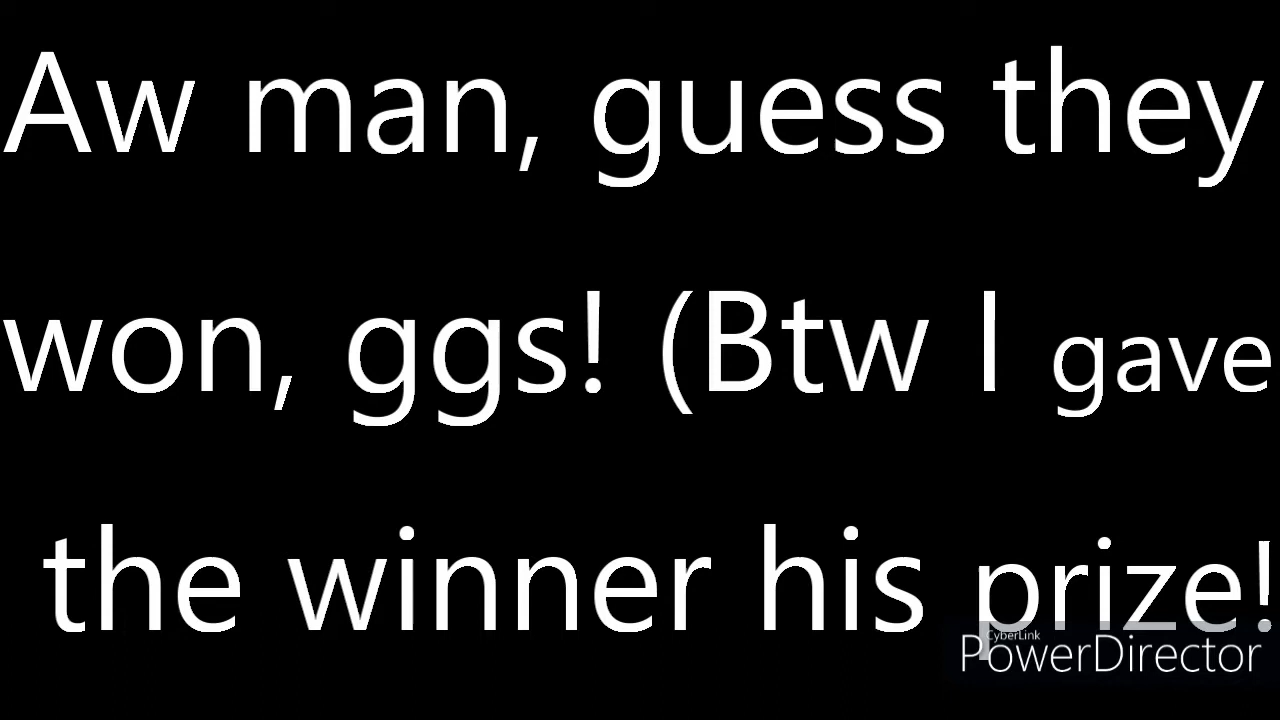 Aw man, guess they
won, ggs! (Btw I gave
the winner his prize!
CyberLink
PowerDirector